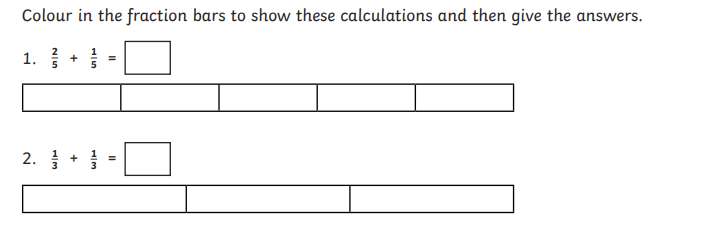 Colour in the fraction bars to show these calculations and then give the answers.
1. 2/5 + 1/5 =
2. 1/3 + 1/3 =